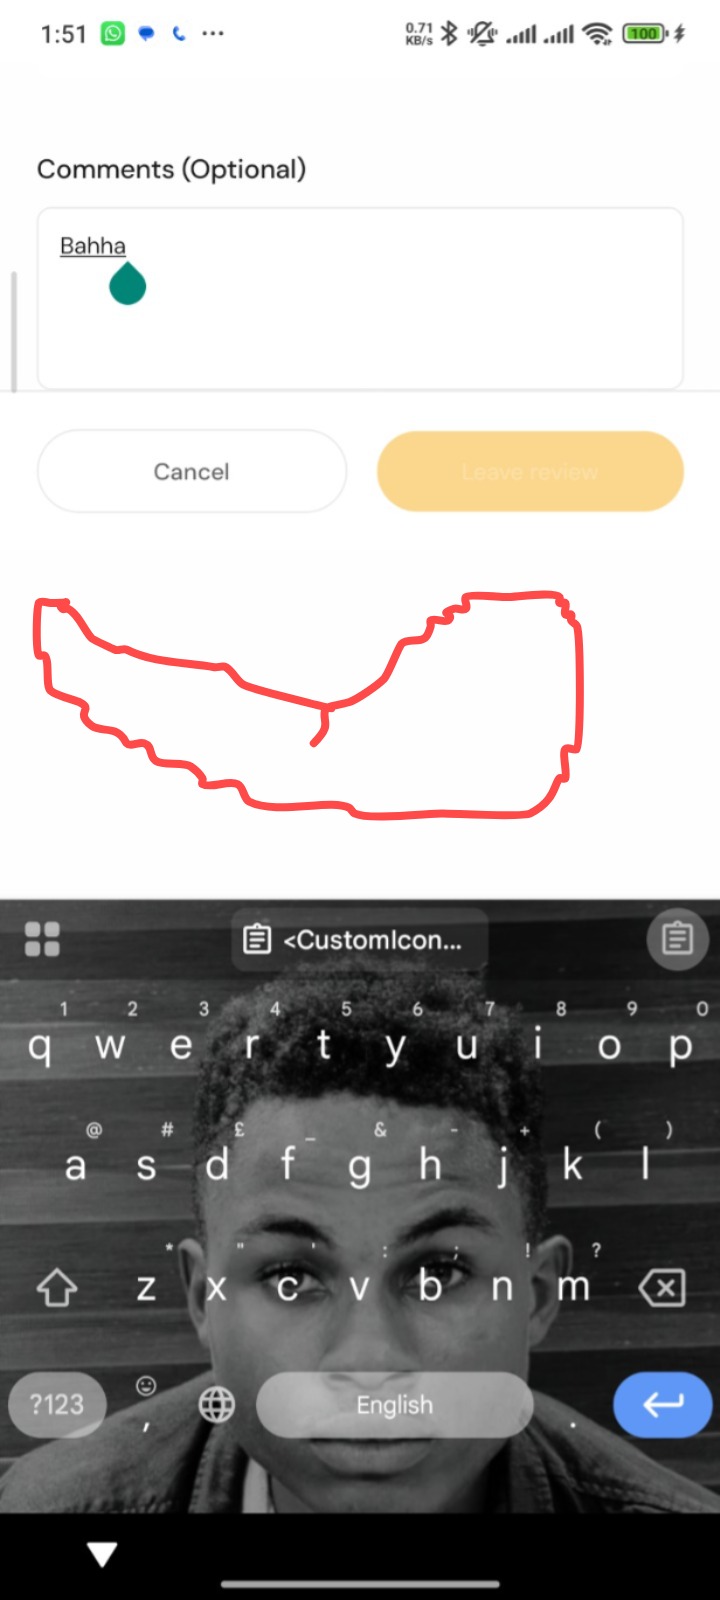 1:51 0.71 KB/s 100
Comments (Optional)
Bahha
Cancel Leave review
<CustomIcon...
1 2 3 4 5 6 7 8 9 0
q w e r t y u i o p
@ # £ _ & - + ( )
a s d f g h j k l
* " ' : ; ! ?
z x c v b n m
?123 , English .